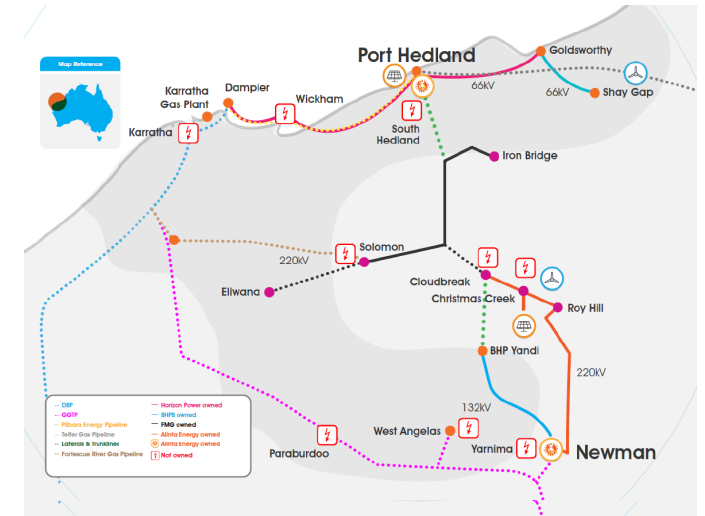 Map Reference
Port Hedland
Goldsworthy
66kV
66kV
Shay Gap
Karratha
Gas Plant
Dampier
Wickham
Karratha
South
Hedland
Iron Bridge
Solomon
220kV
Eliwana
Cloudbreak
Christmas Creek
Roy Hill
BHP Yandi
220kV
132kV
West Angelas
Yarnima
Newman
Paraburdoo
DBP
GGTP
Pilbara Energy Pipeline
Telfer Gas Pipeline
Laterals & Trunklines
Fortescue River Gas Pipeline
Horizon Power owned
BHPB owned
FMG owned
Alinta Energy owned
Alinta Energy owned
Not owned